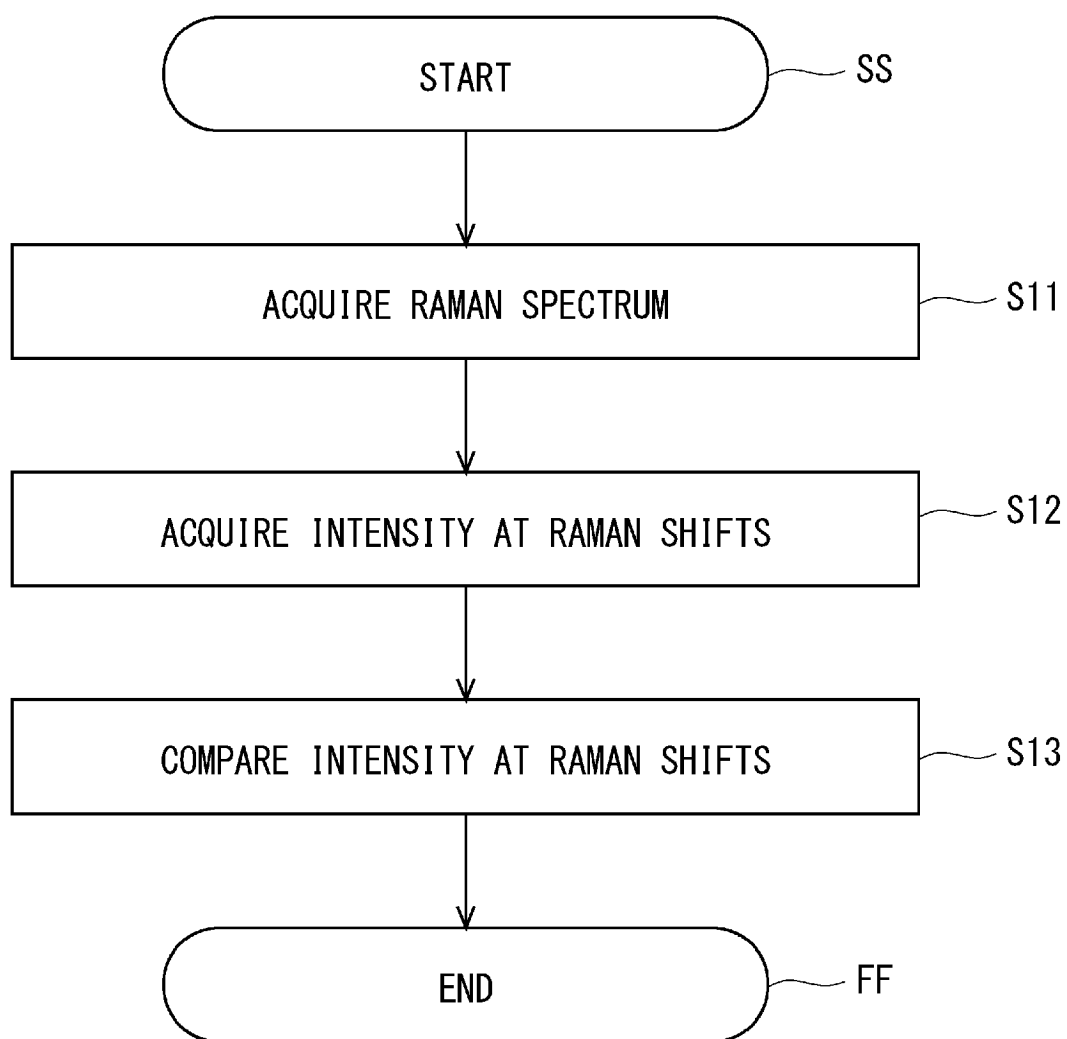 START
SS
ACQUIRE RAMAN SPECTRUM
S11
ACQUIRE INTENSITY AT RAMAN SHIFTS
S12
COMPARE INTENSITY AT RAMAN SHIFTS
S13
END
FF